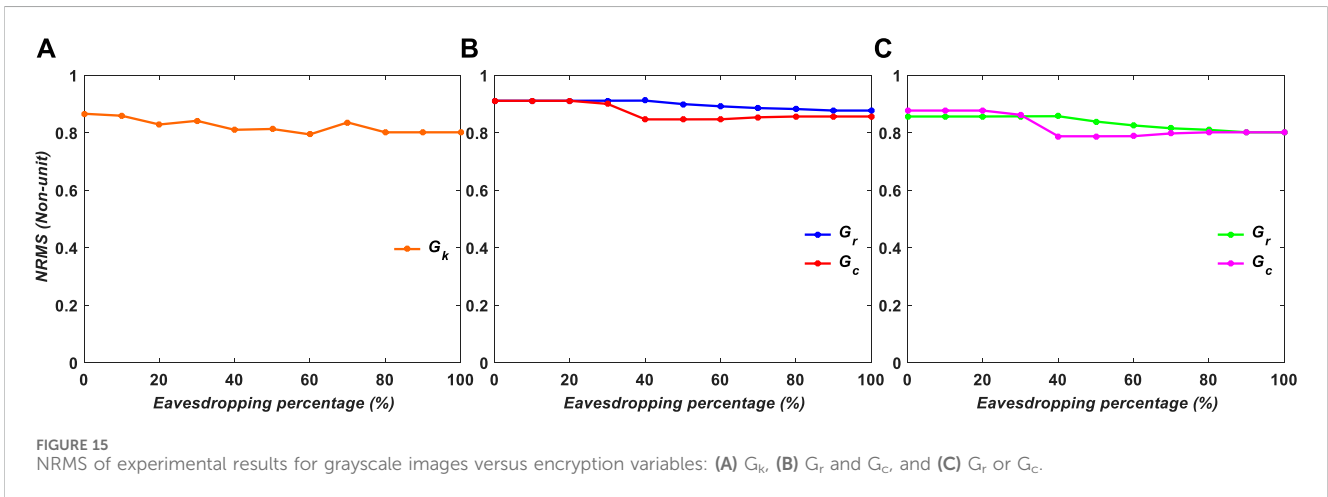 A
B
C
1
0.8
0.6
0.4
0.2
0
NRMS (Non-unit)
G_k
0 20 40 60 80 100
Eavesdropping percentage (%)
1
0.8
0.6
0.4
0.2
0
G_r
G_c
0 20 40 60 80 100
Eavesdropping percentage (%)
1
0.8
0.6
0.4
0.2
0
G_r
G_c
0 20 40 60 80 100
Eavesdropping percentage (%)
FIGURE 15
NRMS of experimental results for grayscale images versus encryption variables: (A) G_k, (B) G_r and G_c, and (C) G_r or G_c.